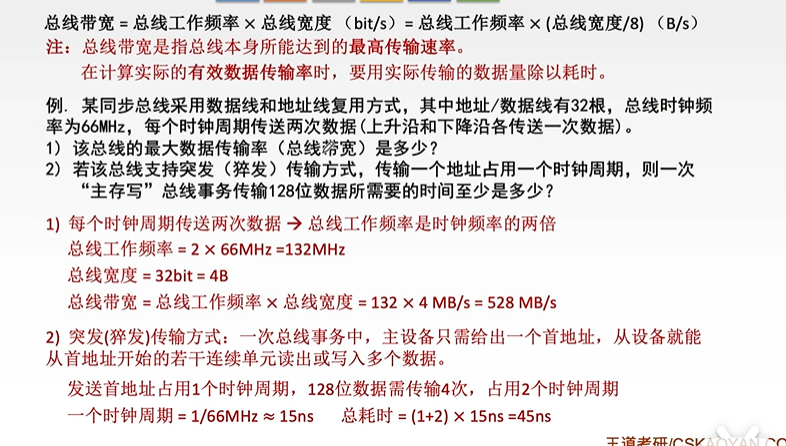 总线带宽 = 总线工作频率 × 总线宽度 （bit/s）= 总线工作频率 × (总线宽度/8) （B/s）
注：总线带宽是指总线本身所能达到的最高传输速率。
在计算实际的有效数据传输率时，要用实际传输的数据量除以耗时。
例. 某同步总线采用数据线和地址线复用方式，其中地址/数据线有32根，总线时钟频
率为66MHz，每个时钟周期传送两次数据(上升沿和下降沿各传送一次数据)。
1) 该总线的最大数据传输率（总线带宽）是多少?
2) 若该总线支持突发（猝发）传输方式，传输一个地址占用一个时钟周期，则一次
“主存写”总线事务传输128位数据所需要的时间至少是多少?
1) 每个时钟周期传送两次数据 → 总线工作频率是时钟频率的两倍
总线工作频率 = 2 × 66MHz =132MHz
总线宽度 = 32bit = 4B
总线带宽 = 总线工作频率 × 总线宽度 = 132 × 4 MB/s = 528 MB/s
2) 突发(猝发)传输方式：一次总线事务中，主设备只需给出一个首地址，从设备就能
从首地址开始的若干连续单元读出或写入多个数据。
发送首地址占用1个时钟周期，128位数据需传输4次，占用2个时钟周期
一个时钟周期 = 1/66MHz ≈ 15ns 总耗时 = (1+2) × 15ns =45ns
王道考研/CSKAOYAN.CO